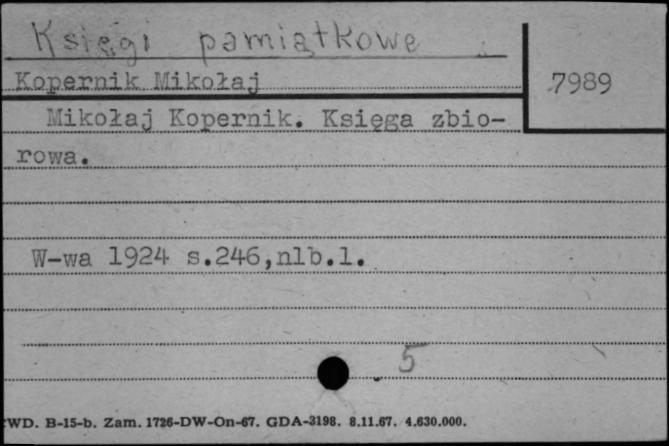 Księgi pamiątkowe
Kopernik Mikołaj
7989
Mikołaj Kopernik. Księga zbio-
rowa.
W-wa 1924 s.246,nlb.1.
5
WD. B-15-b. Zam. 1726-DW-On-67. GDA-3198. 8.11.67. 4.630.000.